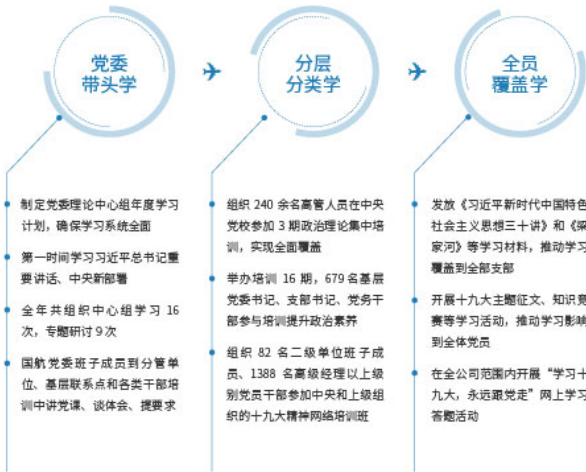 党委
带头学
分层
分类学
全员
覆盖学
制定党委理论中心组年度学习
计划，确保学习系统全面
第一时间学习习近平总书记重
要讲话、中央新部署
全年共组织中心组学习 16
次，专题研讨 9 次
国航党委班子成员到分管单
位、基层联系点和各类干部培
训中讲党课、谈体会、提要求
组织 240 余名高管人员在中央
党校参加 3 期政治理论集中培
训，实现全面覆盖
举办培训 16 期，679 名基层
党委书记、支部书记、党务干
部参与培训提升政治素养
组织 82 名二级单位班子成
员、1388 名高级经理以上级
别党员干部参加中央和上级组
织的十九大精神网络培训班
发放《习近平新时代中国特色
社会主义思想三十讲》和《梁
家河》等学习材料，推动学习
覆盖到全部支部
开展十九大主题征文、知识竞
赛等学习活动，推动学习影响
到全体党员
在全公司范围内开展“学习十
九大，永远跟党走”网上学习
答题活动